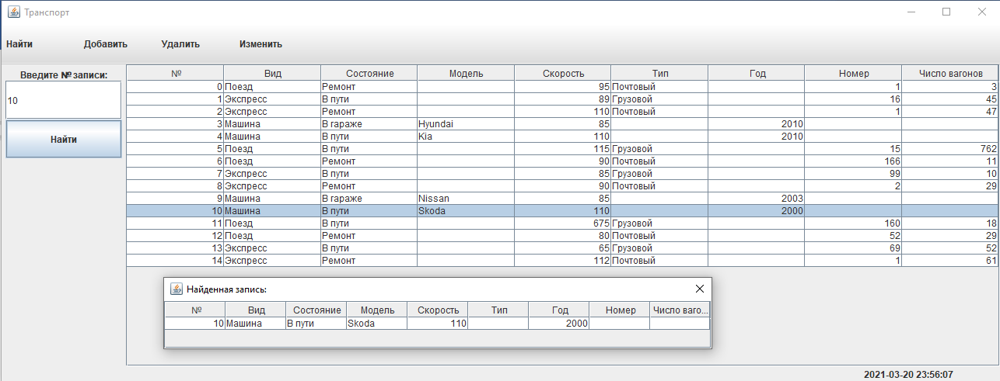 Транспорт
Найти Добавить Удалить Изменить
Введите № записи:
10
Найти
№ Вид Состояние Модель Скорость Тип Год Номер Число вагонов
0 Поезд Ремонт 95 Почтовый 1 3
1 Экспресс В пути 89 Грузовой 16 45
2 Экспресс Ремонт 110 Почтовый 1 47
3 Машина В гараже Hyundai 85 2010
4 Машина В пути Kia 110 2010
5 Поезд В пути 115 Грузовой 15 762
6 Поезд Ремонт 90 Почтовый 166 11
7 Экспресс В пути 85 Грузовой 99 10
8 Экспресс Ремонт 90 Почтовый 2 29
9 Машина В гараже Nissan 85 2003
10 Машина В пути Skoda 110 2000
11 Поезд В пути 675 Грузовой 160 18
12 Поезд Ремонт 80 Почтовый 52 29
13 Экспресс В пути 65 Грузовой 69 52
14 Экспресс Ремонт 112 Почтовый 1 61
Найденная запись:
№ Вид Состояние Модель Скорость Тип Год Номер Число ваго...
10 Машина В пути Skoda 110 2000
2021-03-20 23:56:07